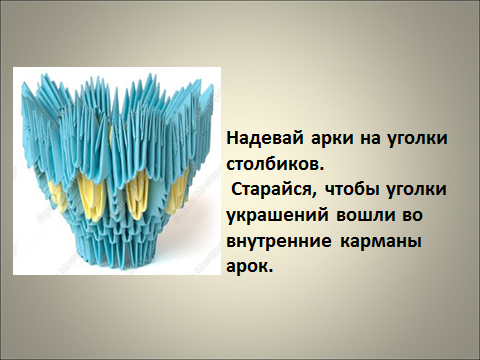 Надевай арки на уголки
столбиков.
Старайся, чтобы уголки
украшений вошли во
внутренние карманы
арок.